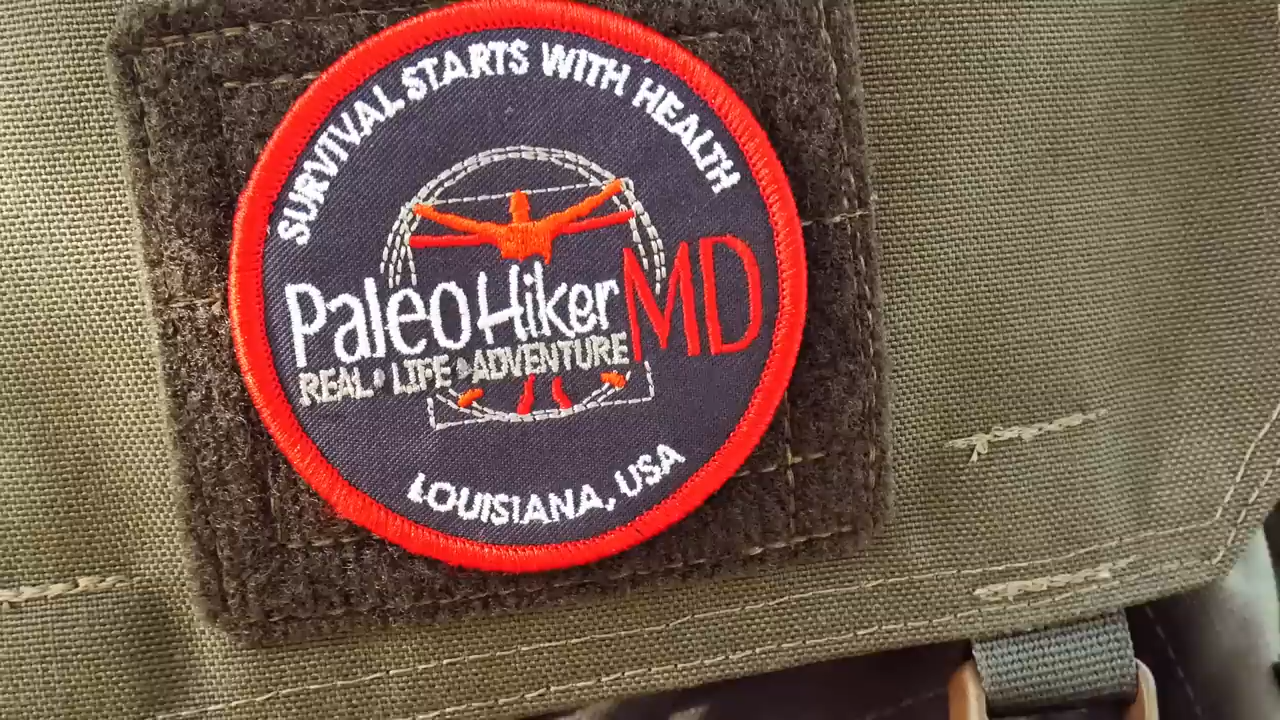 SURVIVAL STARTS WITH HEALTH
PaleoHikerMD
REAL • LIFE • ADVENTURE
LOUISIANA, USA